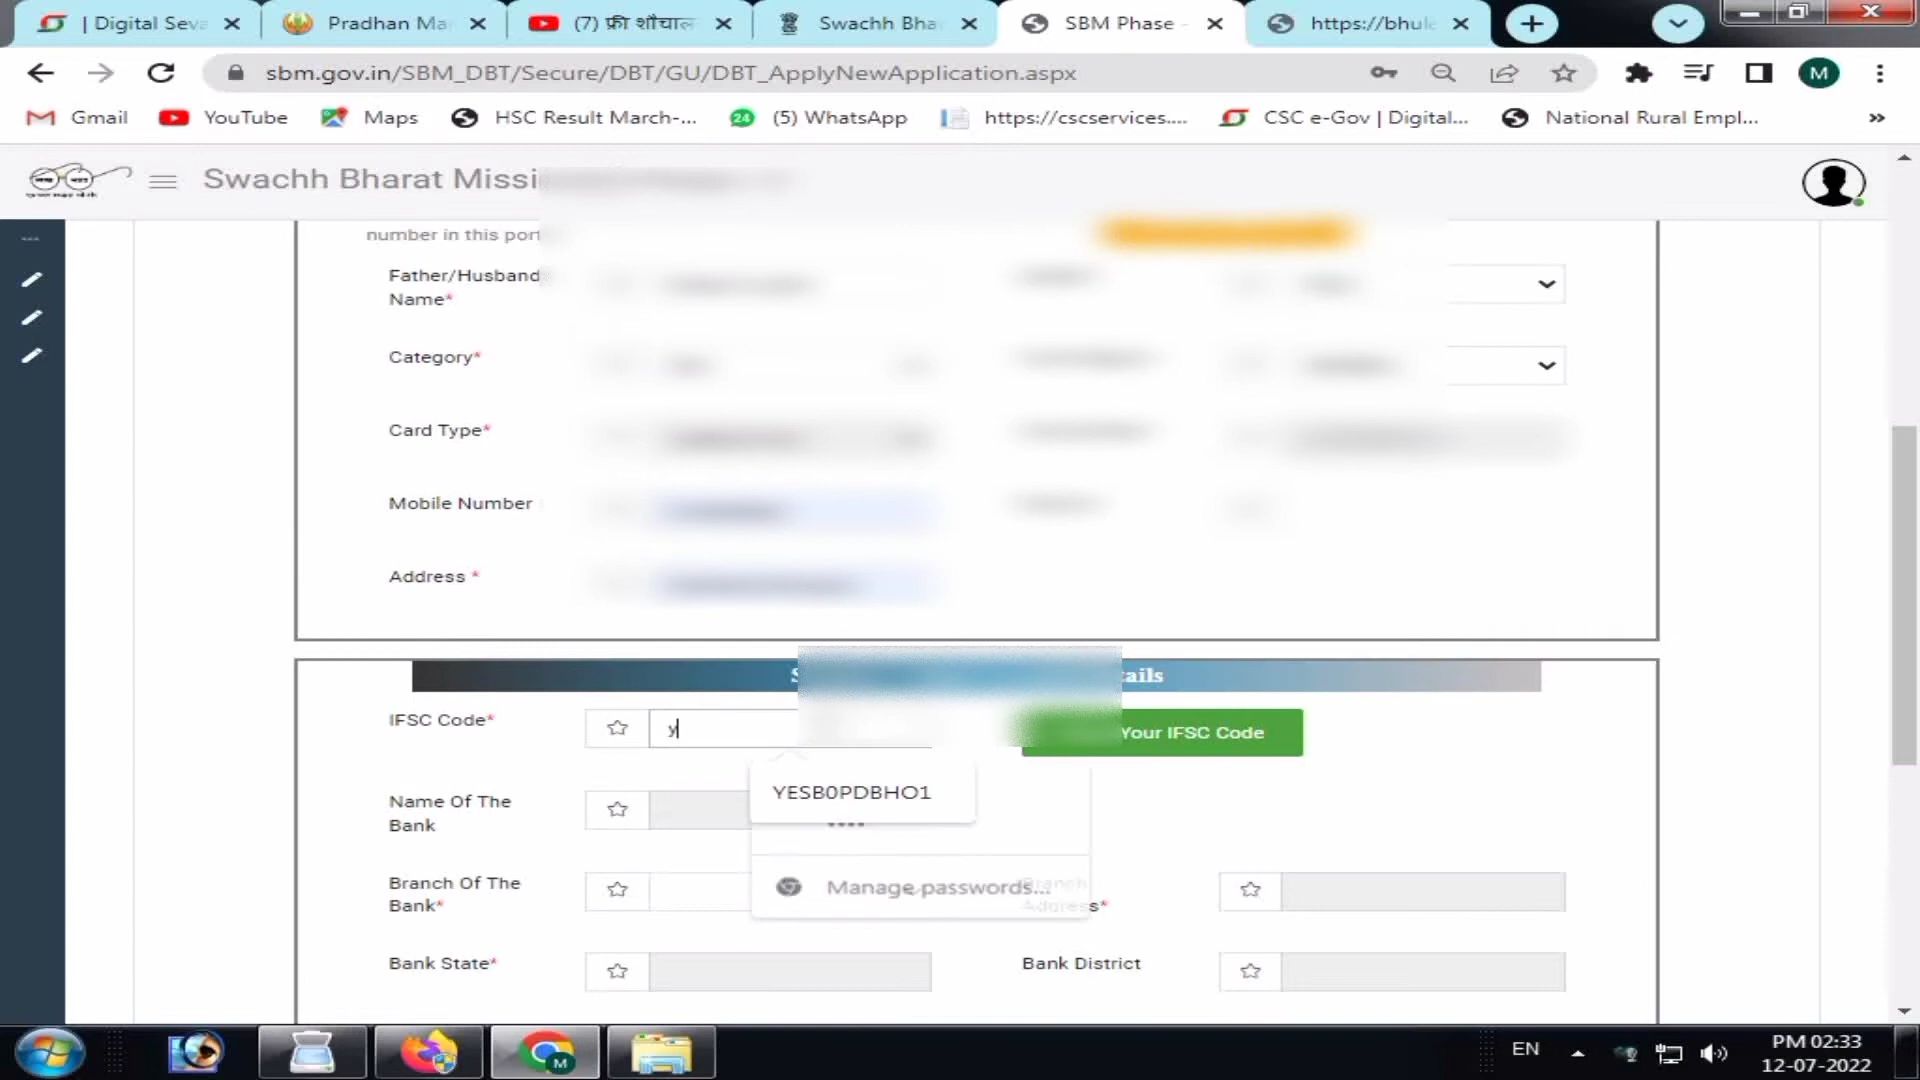 | Digital Seva
Pradhan Ma
(7) फ्री शौचाल
Swachh Bha
SBM Phase -
https://bhule
sbm.gov.in/SBM_DBT/Secure/DBT/GU/DBT_ApplyNewApplication.aspx
M
Gmail
YouTube
Maps
HSC Result March-...
24
(5) WhatsApp
https://cscservices....
CSC e-Gov | Digital...
National Rural Empl...
»
Swachh Bharat Missi
number in this port
Father/Husband
Name*
Category*
Card Type*
Mobile Number
Address *
S
ails
IFSC Code*
y
Your IFSC Code
YESB0PDBHO1
Name Of The
Bank
Manage passwords...
Branch Of The
Bank*
Branch
Address*
Bank State*
Bank District
EN
PM 02:33
12-07-2022